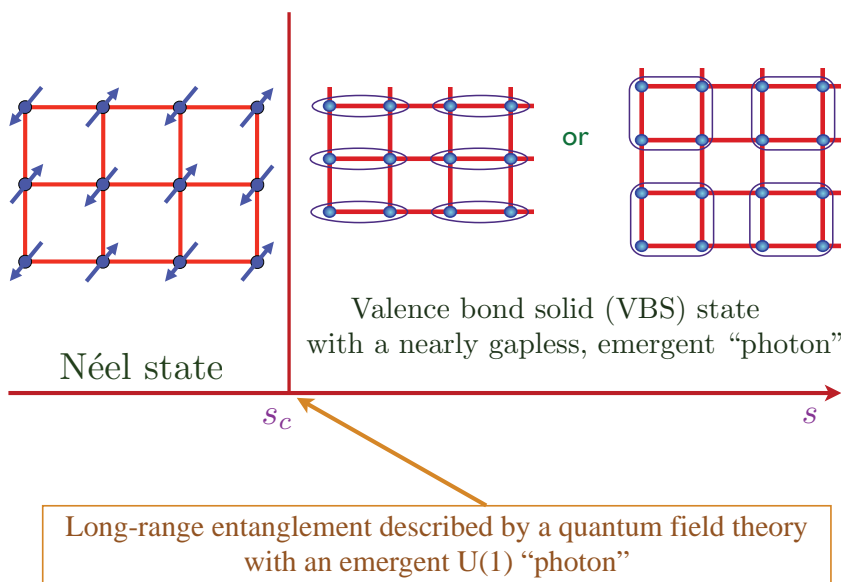 or
Valence bond solid (VBS) state
with a nearly gapless, emergent “photon”
Néel state
s_c
s
Long-range entanglement described by a quantum field theory
with an emergent U(1) “photon”